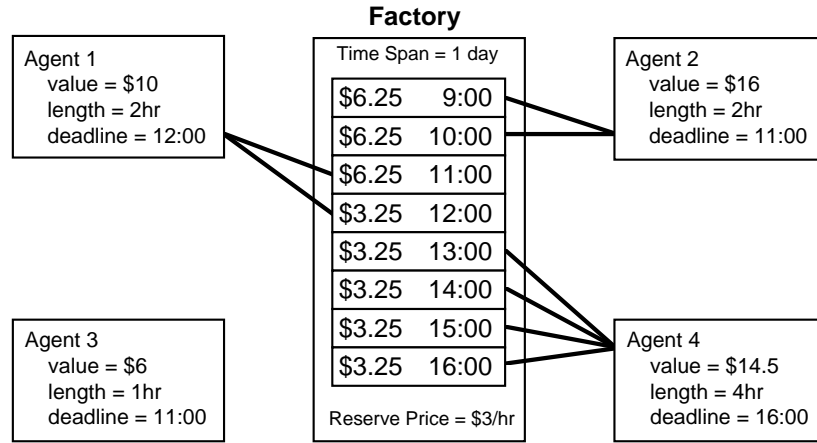 Factory
Time Span = 1 day
Agent 1
value = $10
length = 2hr
deadline = 12:00
Agent 2
value = $16
length = 2hr
deadline = 11:00
$6.25 9:00
$6.25 10:00
$6.25 11:00
$3.25 12:00
$3.25 13:00
$3.25 14:00
$3.25 15:00
$3.25 16:00
Agent 3
value = $6
length = 1hr
deadline = 11:00
Agent 4
value = $14.5
length = 4hr
deadline = 16:00
Reserve Price = $3/hr